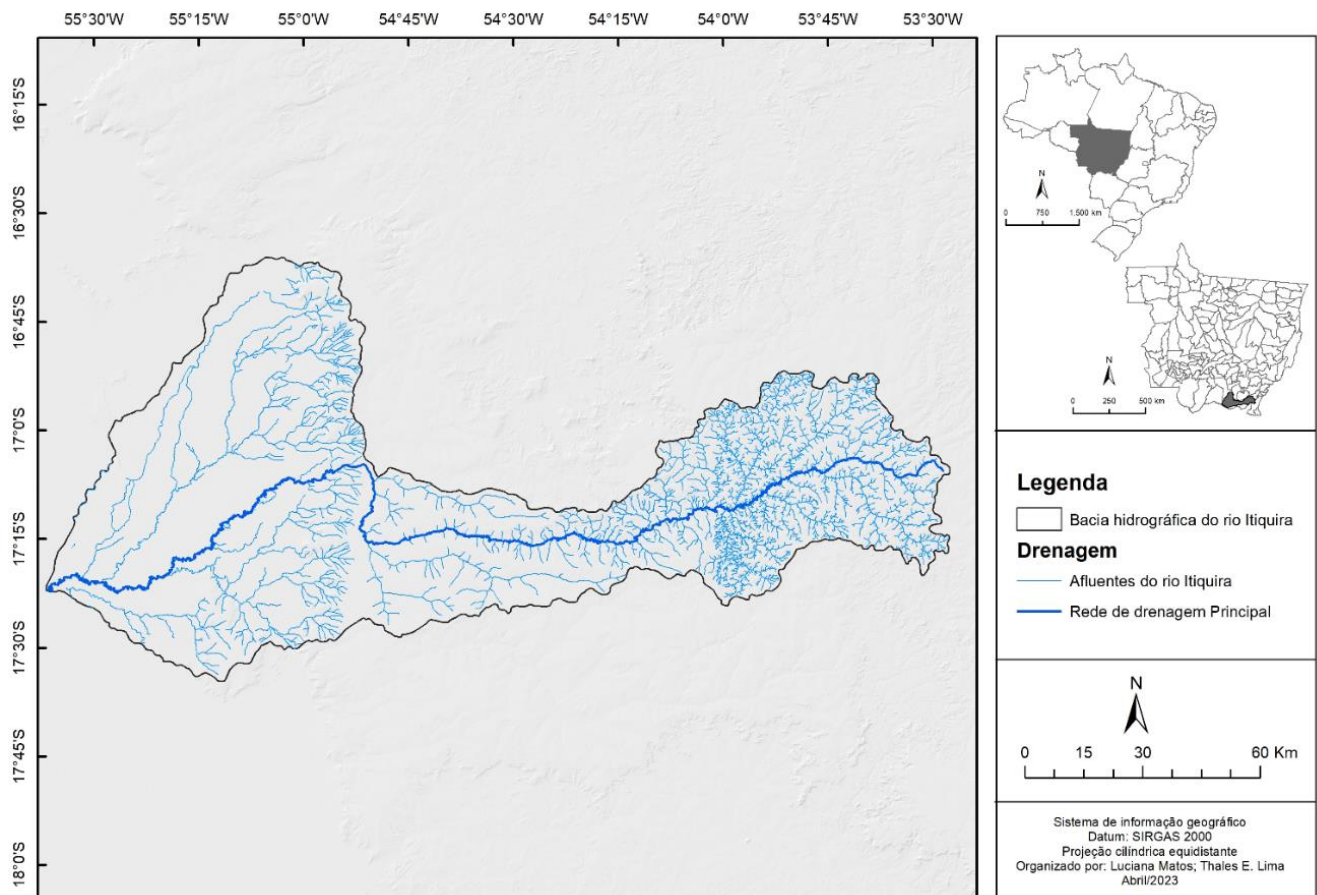 55°30'W 55°15'W 55°0'W 54°45'W 54°30'W 54°15'W 54°0'W 53°45'W 53°30'W
16°15'S
16°30'S
16°45'S
17°0'S
17°15'S
17°30'S
17°45'S
18°0'S
N
0 750 1.500 km
N
0 250 500 km
Legenda
Bacia hidrográfica do rio Itiquira
Drenagem
Afluentes do rio Itiquira
Rede de drenagem Principal
N
0 15 30 60 Km
Sistema de informação geográfico
Datum: SIRGAS 2000
Projeção cilíndrica equidistante
Organizado por: Luciana Matos; Thales E. Lima
Abril/2023